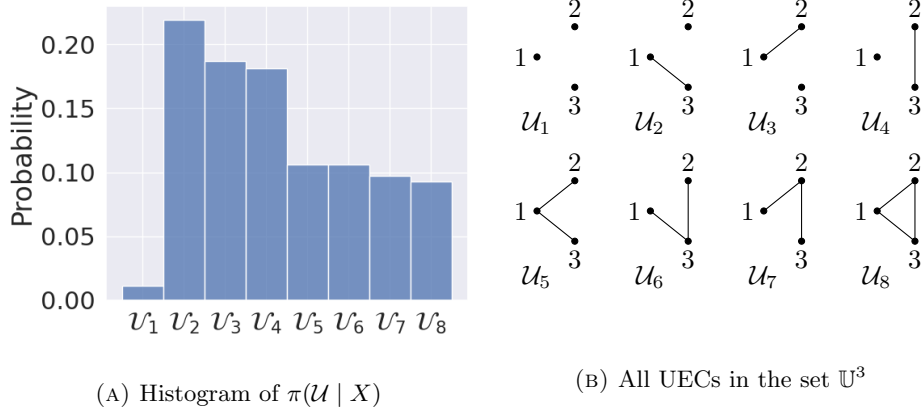 0.20
0.15
0.10
0.05
0.00
Probability
𝒰₁ 𝒰₂ 𝒰₃ 𝒰₄ 𝒰₅ 𝒰₆ 𝒰₇ 𝒰₈
(A) Histogram of π(𝒰 | X)
2 2 2 2
1 1 1 1
3 3 3 3
𝒰₁ 𝒰₂ 𝒰₃ 𝒰₄
2 2 2 2
1 1 1 1
3 3 3 3
𝒰₅ 𝒰₆ 𝒰₇ 𝒰₈
(B) All UECs in the set 𝕌³